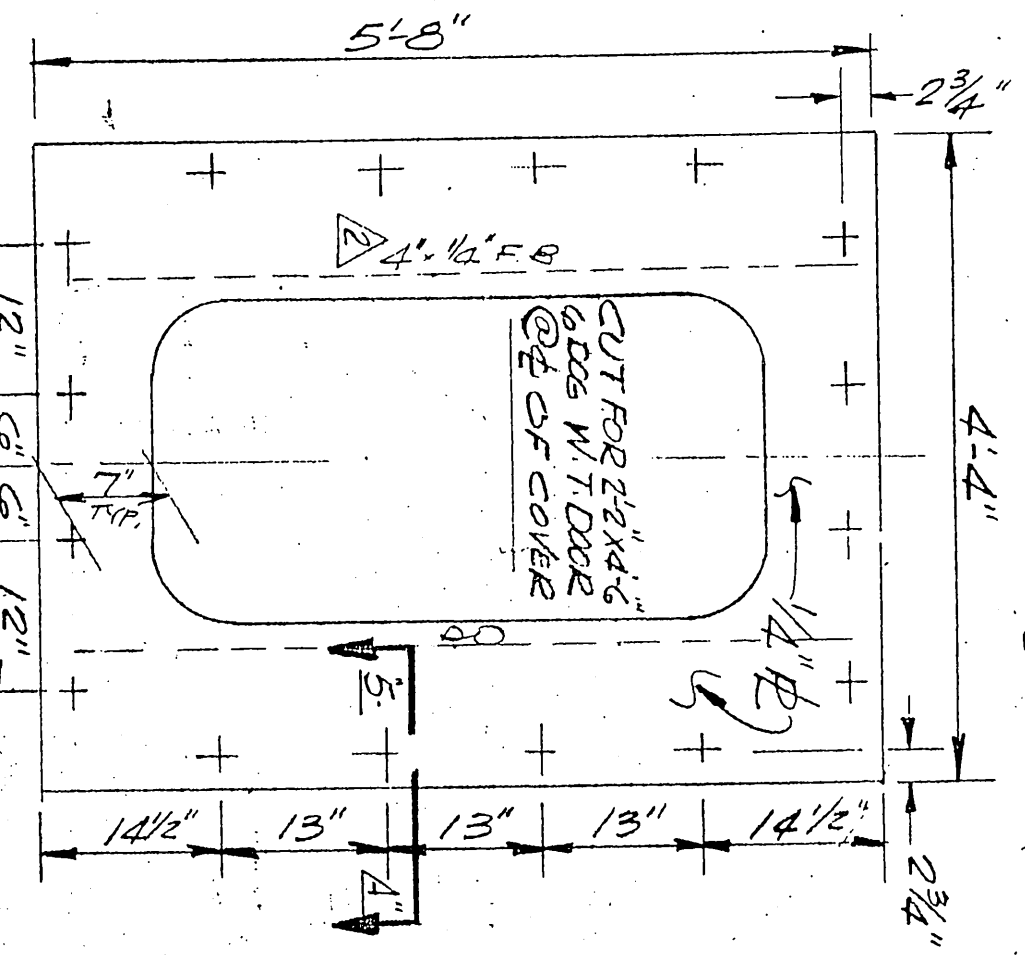 5'-8"
2 3/4"
4'-4"
2
4" x 1/4" F.B
CUT FOR 2'-2"X4'-6"
6 DOG W.T. DOOR
@ ℄ OF COVER
7"
TYP.
1/4" PL
DO
5
4
12"
6"
6"
12"
14 1/2"
13"
13"
13"
14 1/2"
2 3/4"